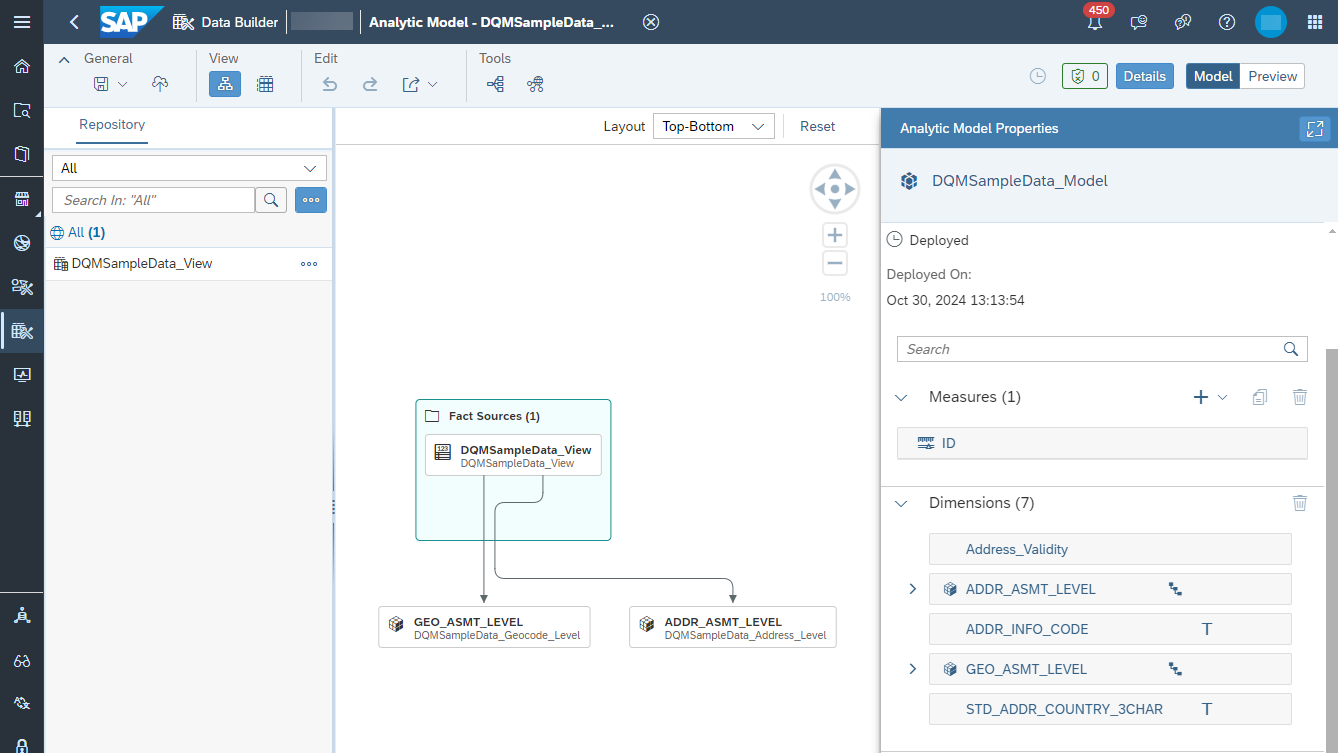 SAP Data Builder Analytic Model - DQMSampleData_... 450
General View Edit Tools
0 Details Model Preview
Repository
All
Search In: "All"
All (1)
DQMSampleData_View
Layout Top-Bottom Reset
100%
Fact Sources (1)
123
DQMSampleData_View
DQMSampleData_View
GEO_ASMT_LEVEL
DQMSampleData_Geocode_Level
ADDR_ASMT_LEVEL
DQMSampleData_Address_Level
Analytic Model Properties
DQMSampleData_Model
Deployed
Deployed On:
Oct 30, 2024 13:13:54
Search
Measures (1)
ID
Dimensions (7)
Address_Validity
ADDR_ASMT_LEVEL
ADDR_INFO_CODE T
GEO_ASMT_LEVEL
STD_ADDR_COUNTRY_3CHAR T